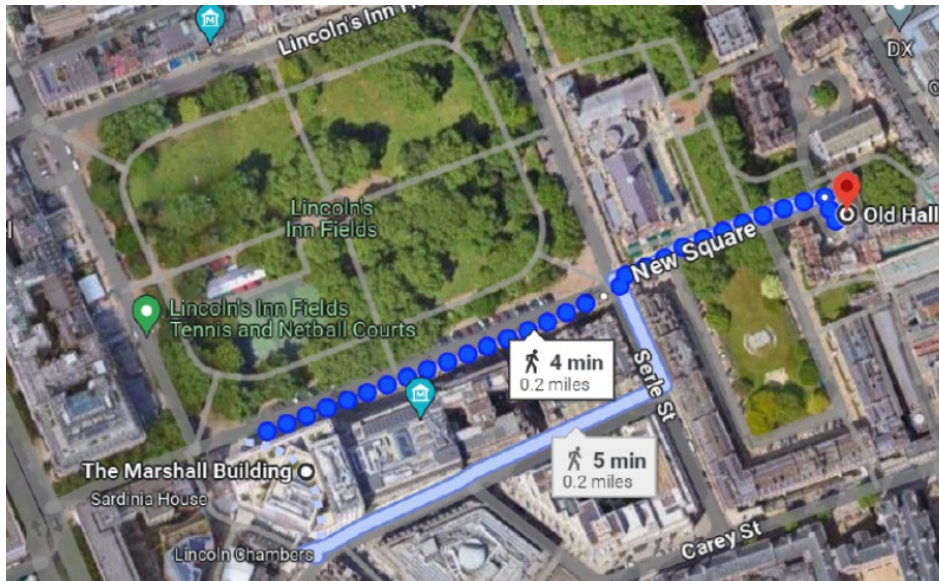 Lincoln's Inn
DX
Lincoln's
Inn Fields
Old Hall
New Square
Lincoln's Inn Fields
Tennis and Netball Courts
4 min
0.2 miles
Serle St
The Marshall Building
Sardinia House
5 min
0.2 miles
Carey St
Lincoln Chambers